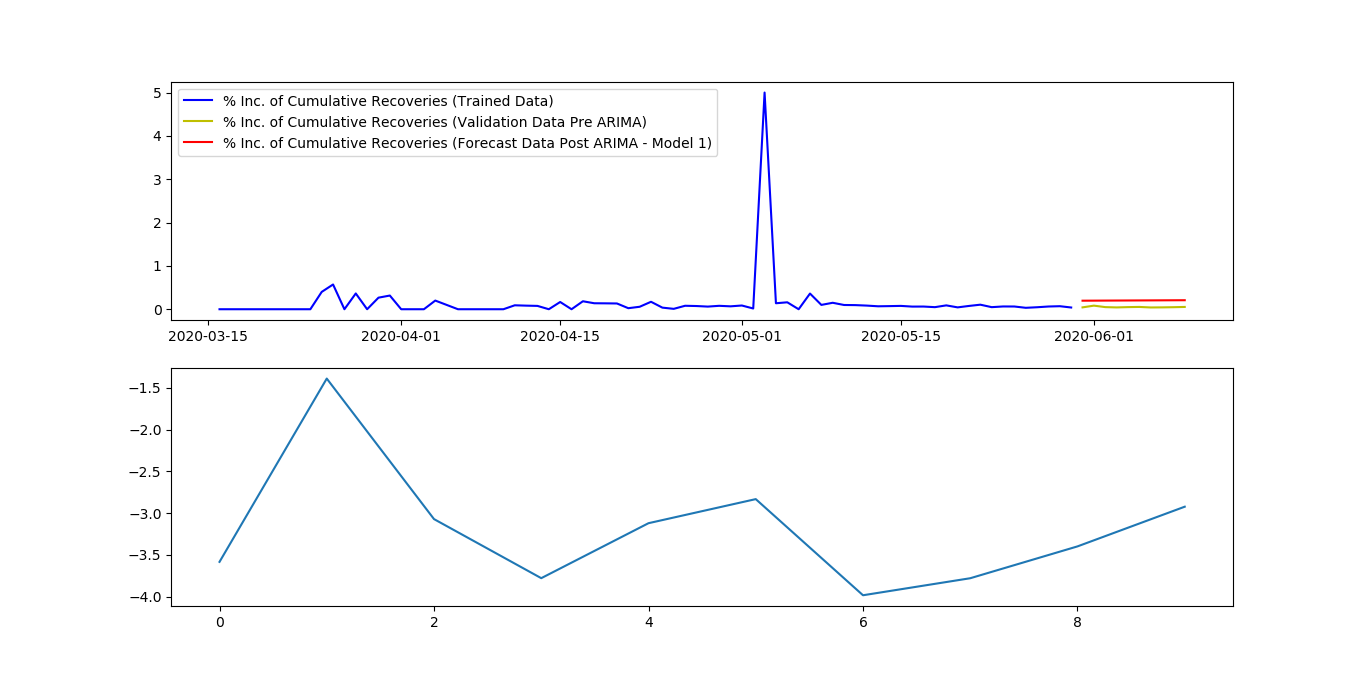 5
% Inc. of Cumulative Recoveries (Trained Data)
% Inc. of Cumulative Recoveries (Validation Data Pre ARIMA)
% Inc. of Cumulative Recoveries (Forecast Data Post ARIMA - Model 1)
4
3
2
1
0
2020-03-15 2020-04-01 2020-04-15 2020-05-01 2020-05-15 2020-06-01
−1.5
−2.0
−2.5
−3.0
−3.5
−4.0
0 2 4 6 8